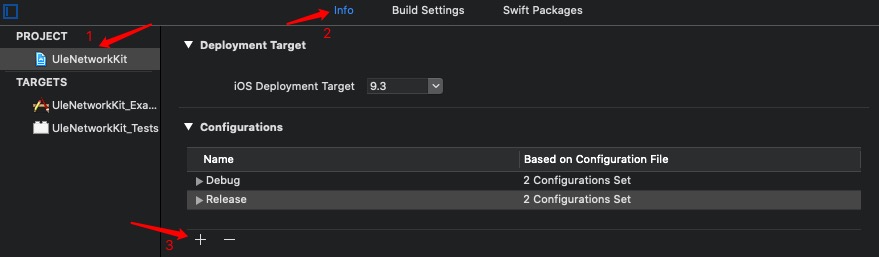 Info Build Settings Swift Packages
PROJECT 1 2
UleNetworkKit
TARGETS
UleNetworkKit_Exa...
UleNetworkKit_Tests
Deployment Target
iOS Deployment Target 9.3
Configurations
Name Based on Configuration File
Debug 2 Configurations Set
Release 2 Configurations Set
3 + −